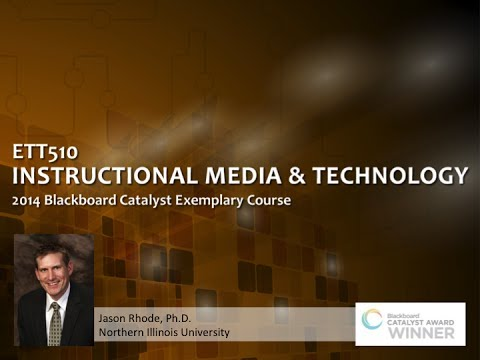 ETT510
INSTRUCTIONAL MEDIA & TECHNOLOGY
2014 Blackboard Catalyst Exemplary Course
Jason Rhode, Ph.D.
Northern Illinois University
Blackboard
CATALYST AWARD
WINNER